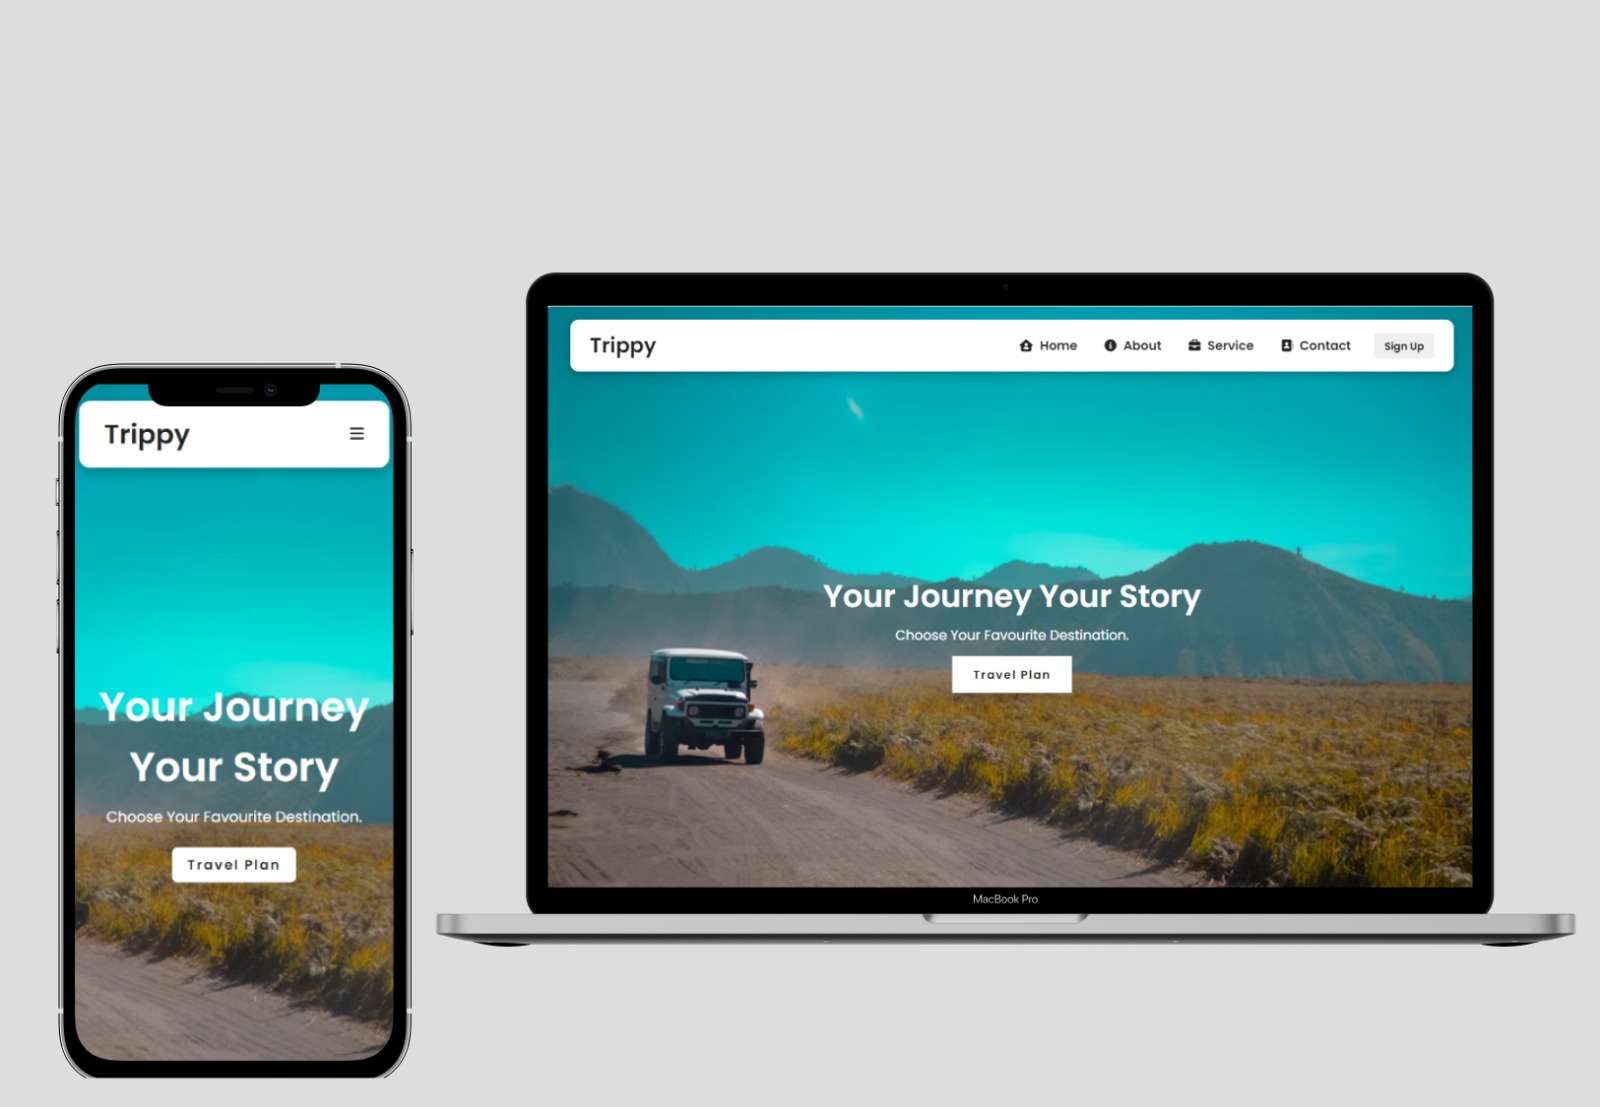 Trippy
Your Journey
Your Story
Choose Your Favourite Destination.
Travel Plan
Trippy Home About Service Contact Sign Up
Your Journey Your Story
Choose Your Favourite Destination.
Travel Plan
MacBook Pro